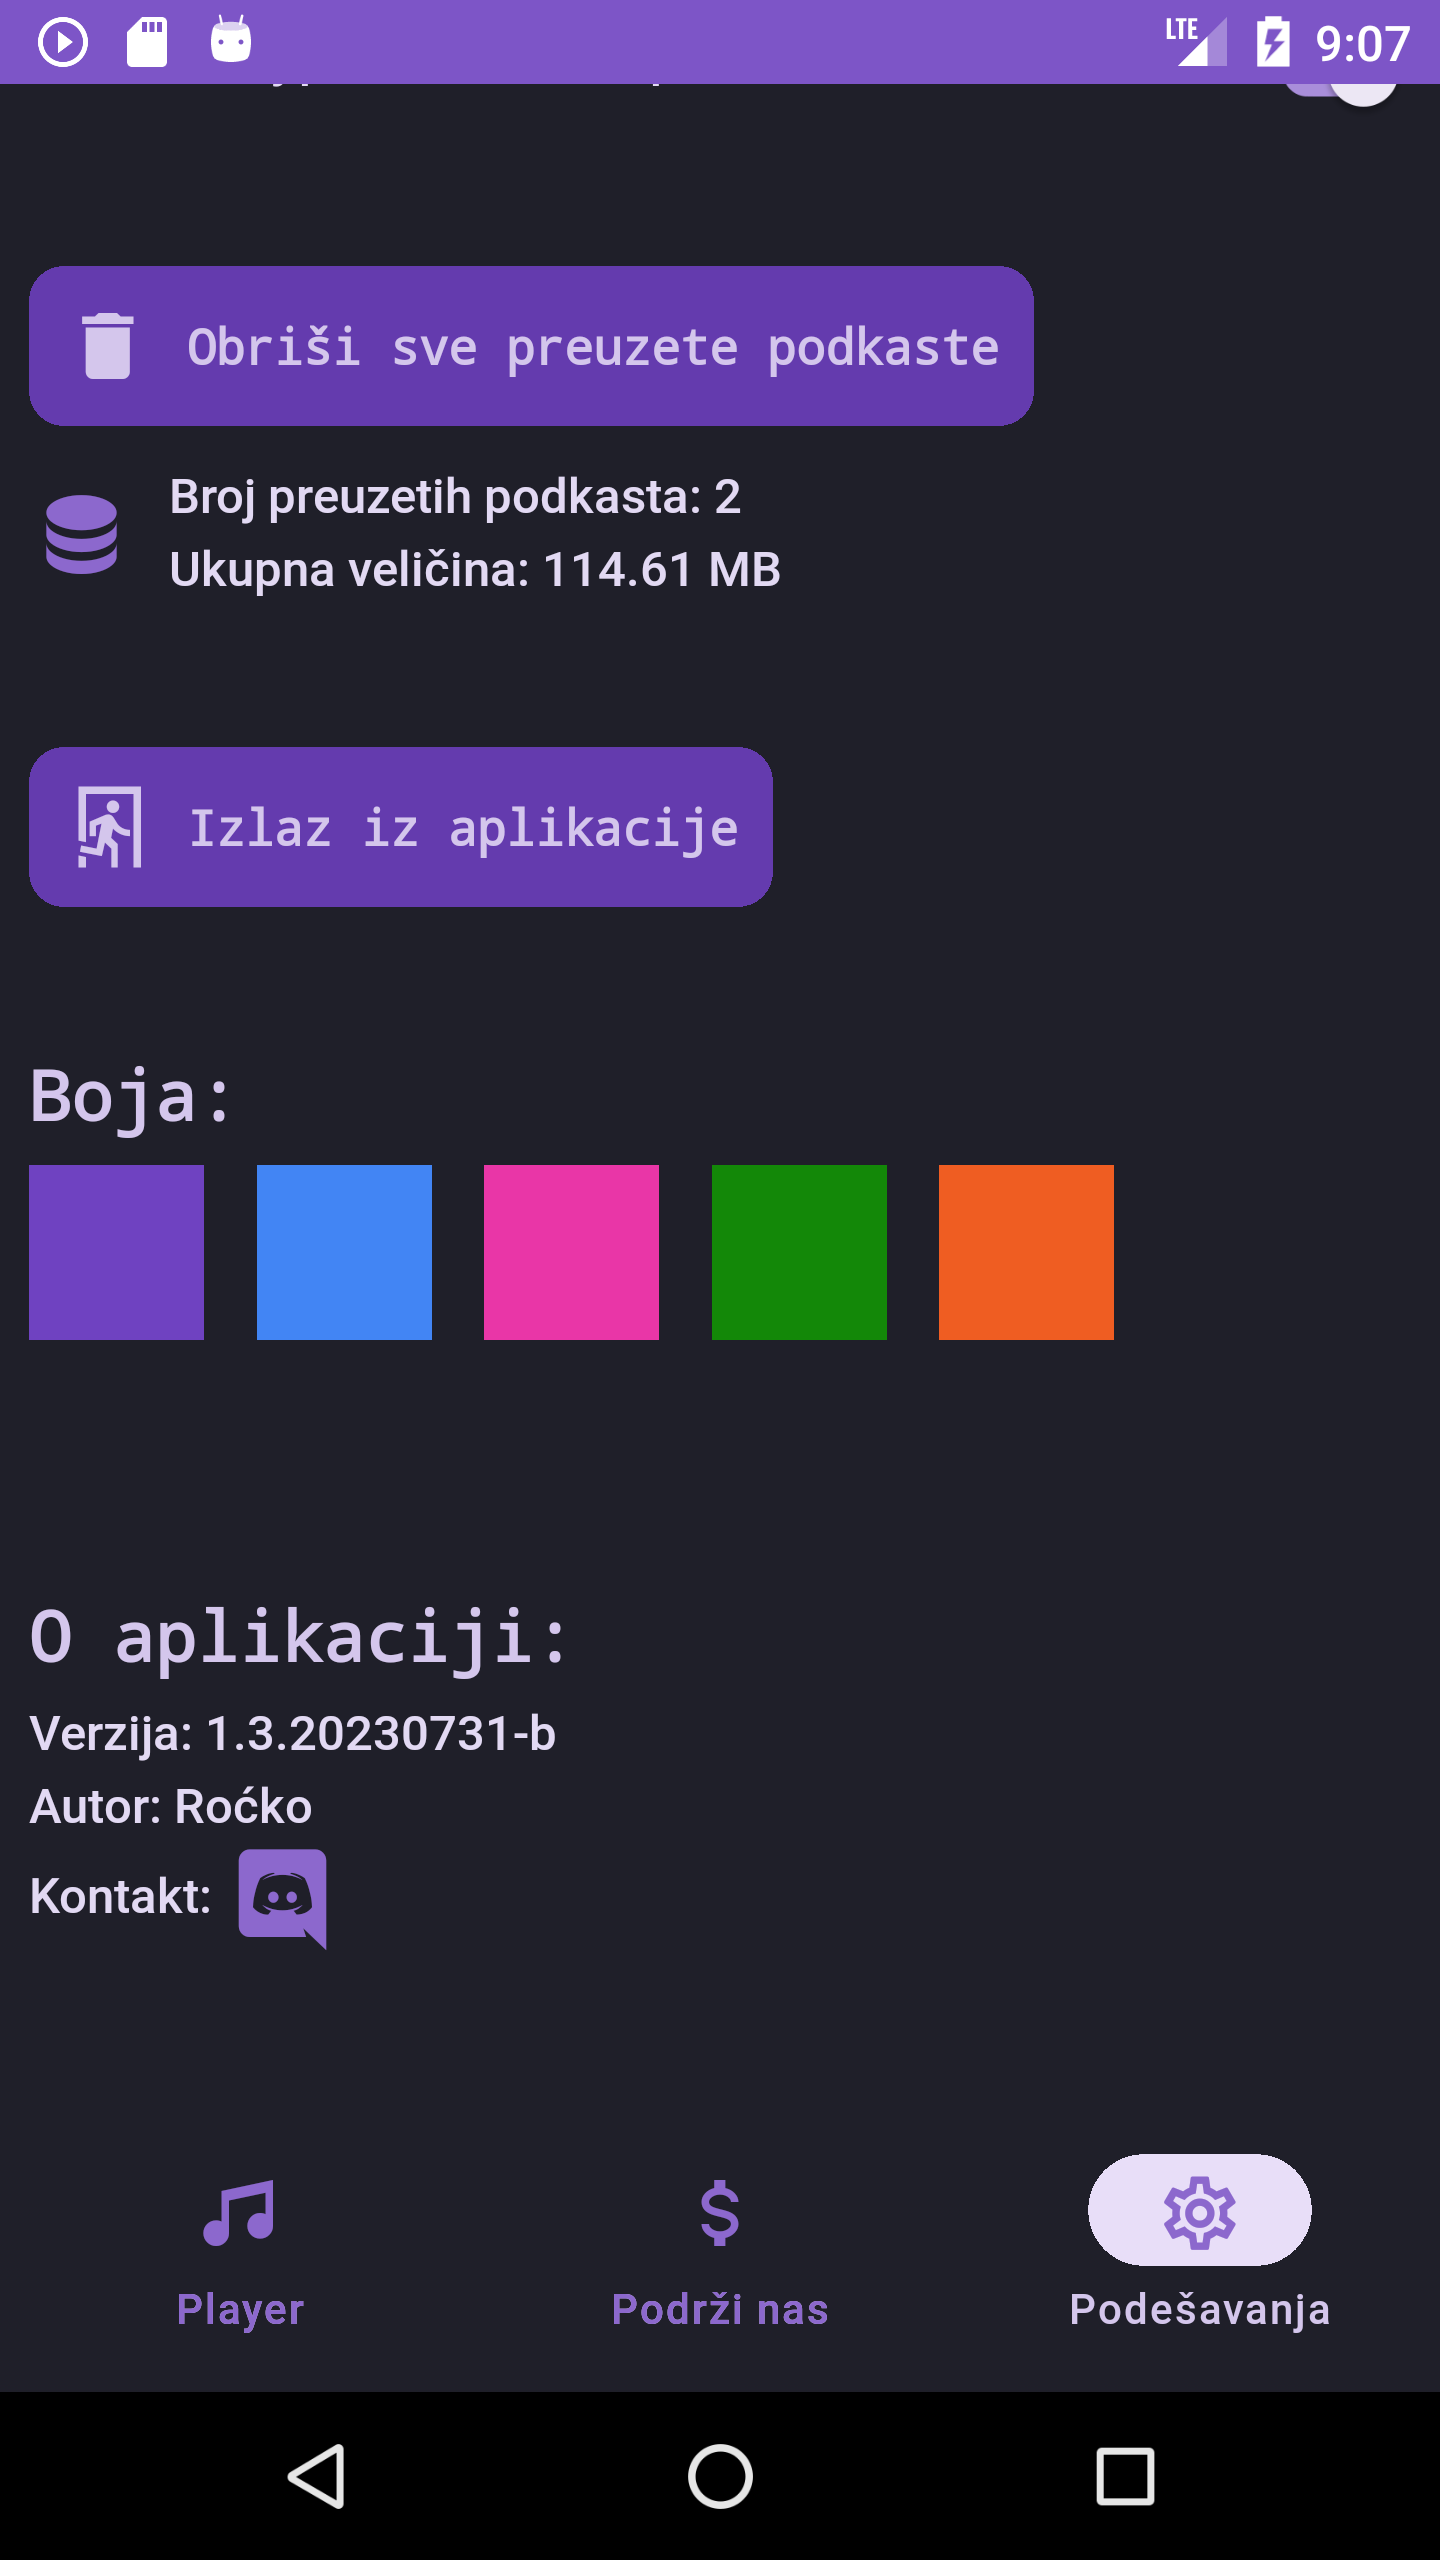 LTE 9:07
Obriši sve preuzete podkaste
Broj preuzetih podkasta: 2
Ukupna veličina: 114.61 MB
Izlaz iz aplikacije
Boja:
O aplikaciji:
Verzija: 1.3.20230731-b
Autor: Roćko
Kontakt:
Player
Podrži nas
Podešavanja